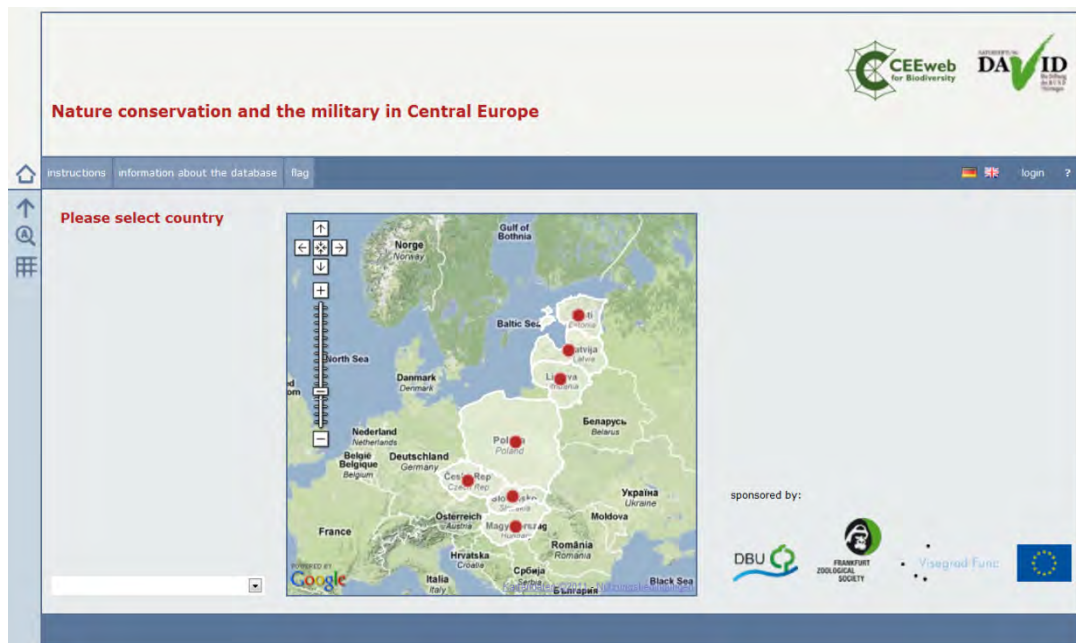 CEEweb
for Biodiversity
NATURSTIFTUNG
DAVID
Nature conservation and the military in Central Europe
instructions
information about the database
flag
login
?
Please select country
Gulf of
Bothnia
Norge
Norway
Baltic Sea
Estonia
Latvija
Latvia
North Sea
Danmark
Denmark
Беларусь
Belarus
Nederland
Netherlands
Poland
België
Belgique
Belgium
Deutschland
Germany
Czech Rep
Україна
Ukraine
Österreich
Austria
Moldova
France
România
Romania
Hrvatska
Croatia
Србија
Serbia
Italia
Italy
България
Black Sea
POWERED BY
Google
sponsored by:
DBU
FRANKFURT
ZOOLOGICAL
SOCIETY
Visegrad Fund